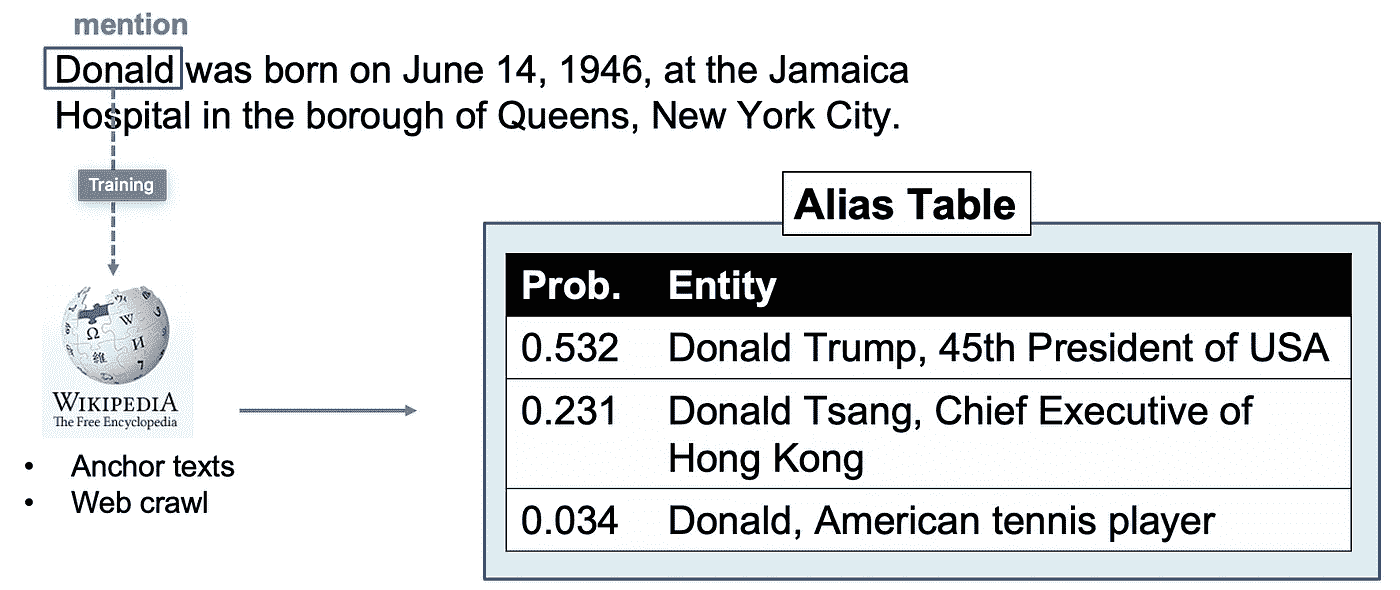 mention
Donald was born on June 14, 1946, at the Jamaica
Hospital in the borough of Queens, New York City.
Training
Alias Table
Prob. Entity
0.532 Donald Trump, 45th President of USA
0.231 Donald Tsang, Chief Executive of
Hong Kong
0.034 Donald, American tennis player
Ω W И 維 7
WIKIPEDIA
The Free Encyclopedia
• Anchor texts
• Web crawl